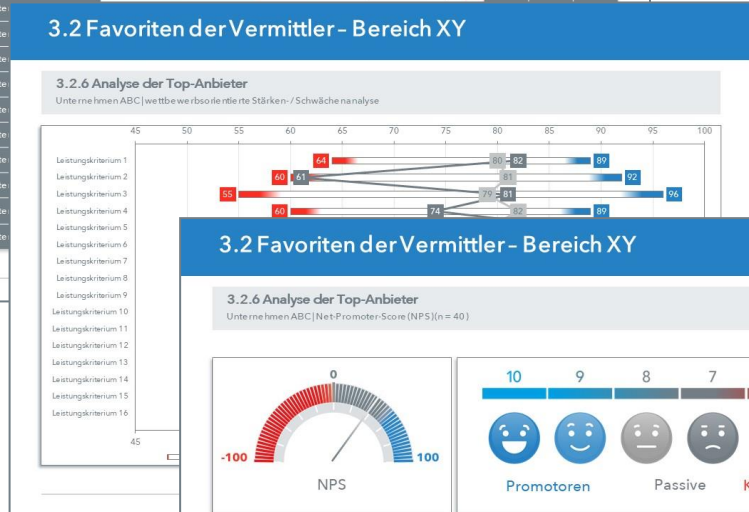 3.2 Favoriten der Vermittler – Bereich XY
3.2.6 Analyse der Top-Anbieter
Unternehmen ABC | wettbewerbsorientierte Stärken- / Schwächenanalyse
45 50 55 60 65 70 75 80 85 90 95 100
Leistungskriterium 1 64 80 82 89
Leistungskriterium 2 60 61 81 92
Leistungskriterium 3 55 79 81 96
Leistungskriterium 4 60 74 82 89
Leistungskriterium 5
Leistungskriterium 6
Leistungskriterium 7
Leistungskriterium 8
Leistungskriterium 9
Leistungskriterium 10
Leistungskriterium 11
Leistungskriterium 12
Leistungskriterium 13
Leistungskriterium 14
Leistungskriterium 15
Leistungskriterium 16
45
3.2 Favoriten der Vermittler – Bereich XY
3.2.6 Analyse der Top-Anbieter
Unternehmen ABC | Net-Promoter-Score (NPS) (n = 40)
0
-100 100
NPS
10 9 8 7
Promotoren Passive K